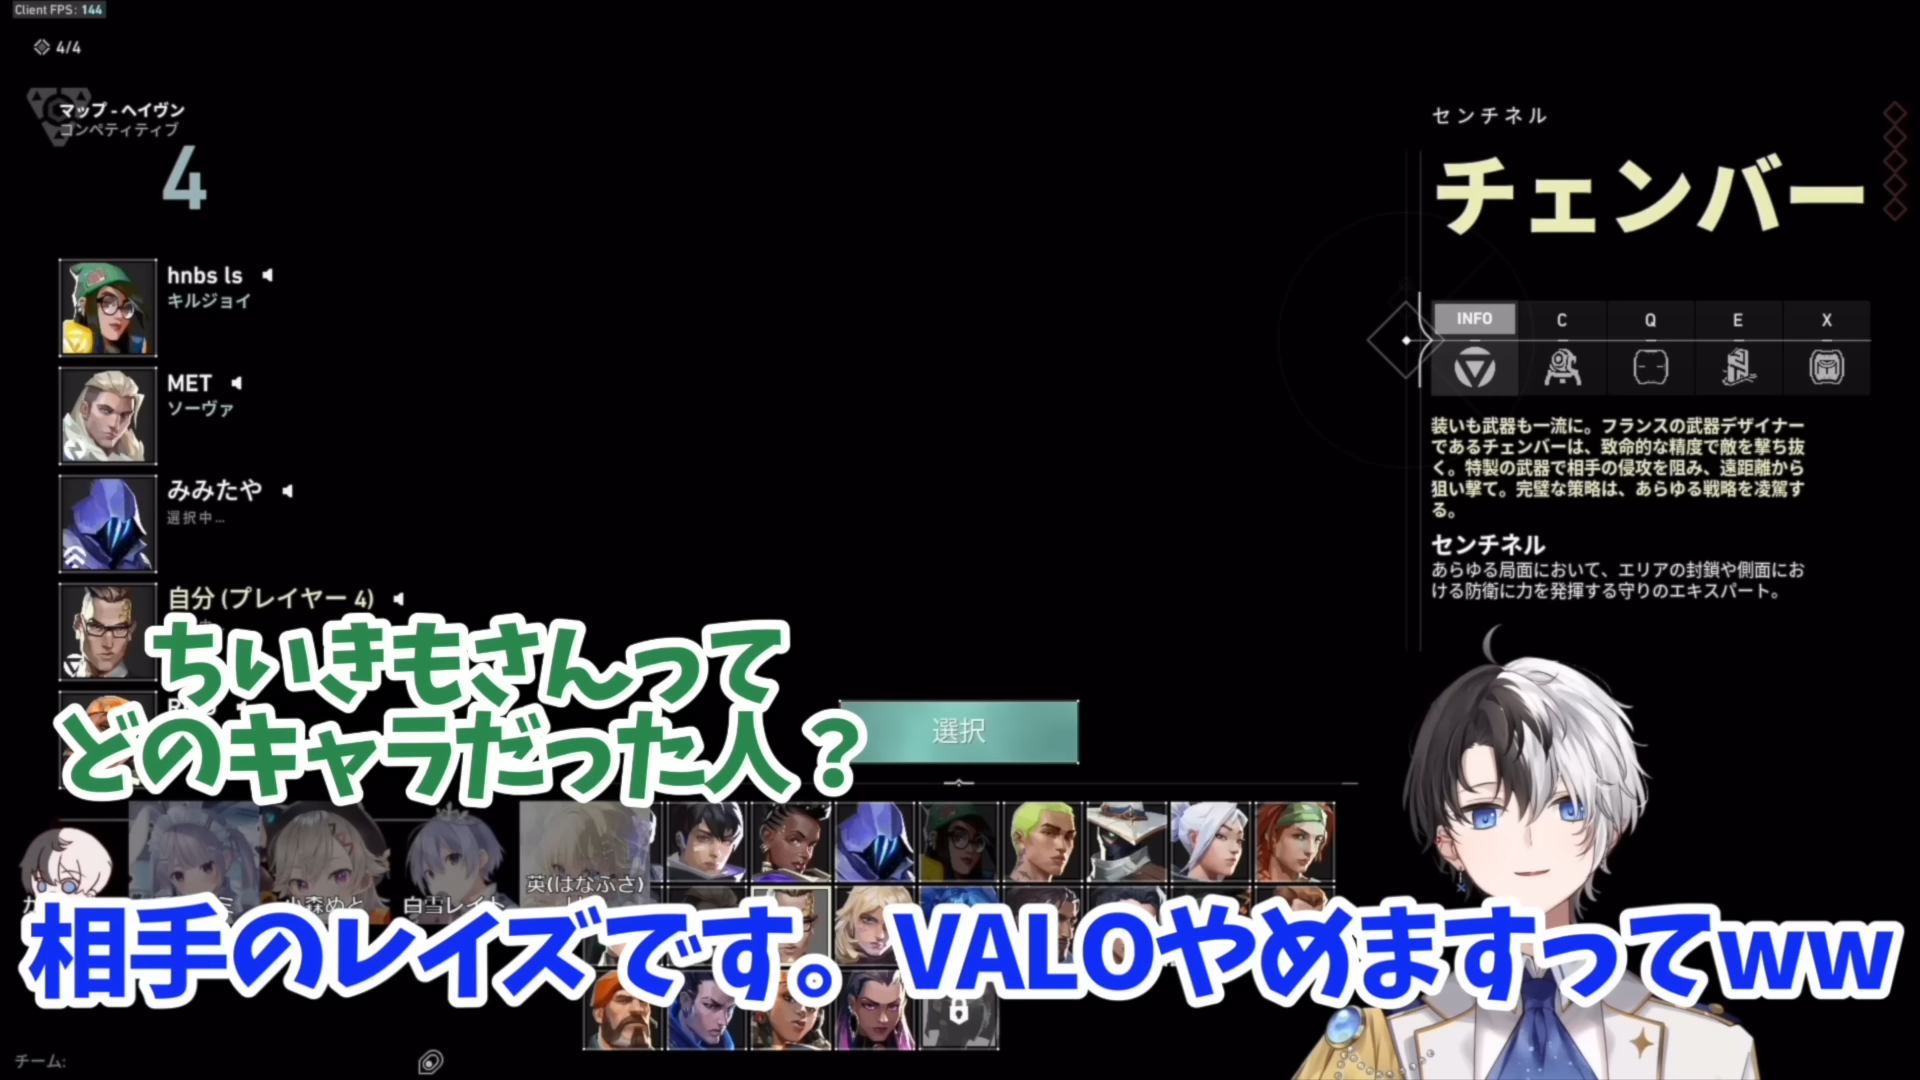 Client FPS: 144
4/4
マップ - ヘイヴン
コンペティティブ
4
hnbs ls
キルジョイ
MET
ソーヴァ
みみたや
選択中...
自分 (プレイヤー 4)
ちいきもさんって
どのキャラだった人？
選択
センチネル
チェンバー
INFO
C
Q
E
X
装いも武器も一流に。フランスの武器デザイナー
であるチェンバーは、致命的な精度で敵を撃ち抜
く。特製の武器で相手の侵攻を阻み、遠距離から
狙い撃て。完璧な策略は、あらゆる戦略を凌駕す
る。
センチネル
あらゆる局面において、エリアの封鎖や側面にお
ける防衛に力を発揮する守りのエキスパート。
小森めと
白雪レイド
英(はなぶさ)
相手のレイズです。VALOやめますってww
チーム: